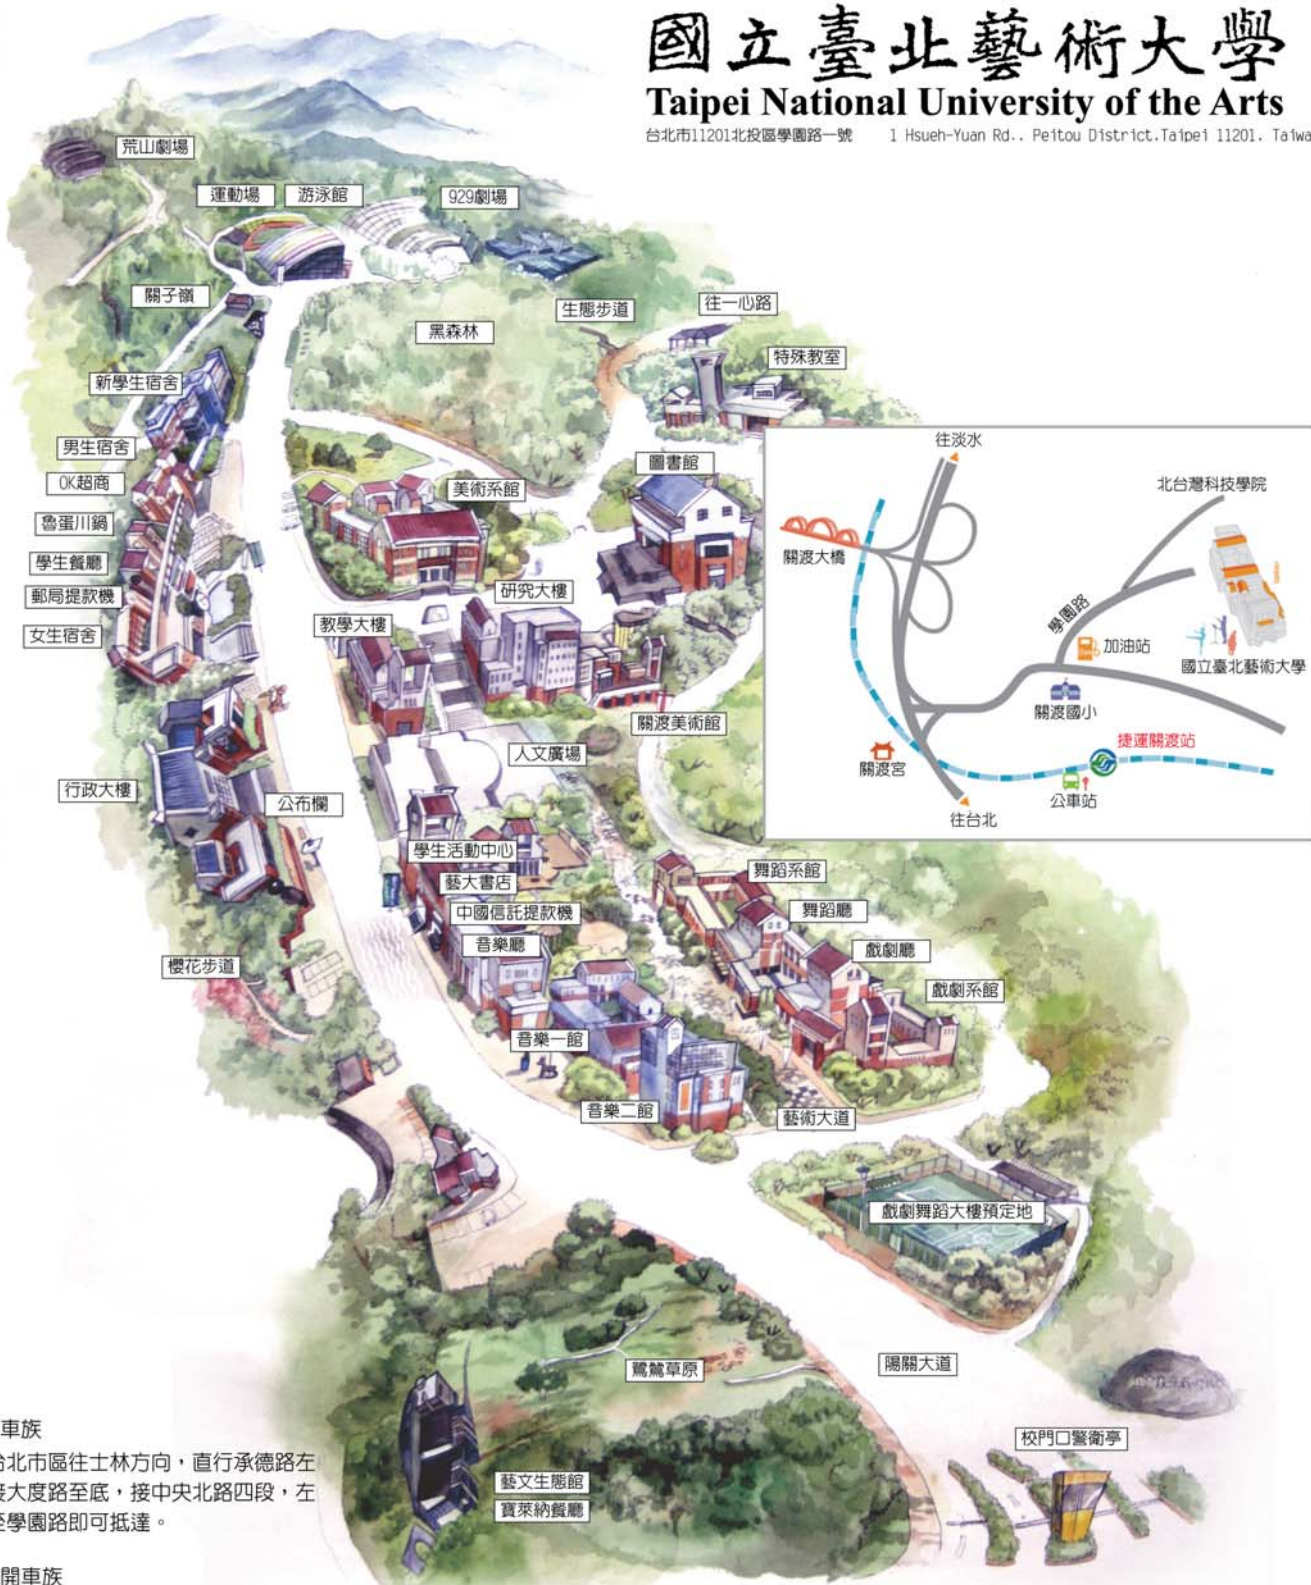 國立臺北藝術大學
Taipei National University of the Arts
台北市11201北投區學園路一號 1 Hsueh-Yuan Rd., Peitou District.Taipei 11201. Taiwa
荒山劇場
運動場
游泳館
929劇場
關子嶺
黑森林
生態步道
往一心路
特殊教室
新學生宿舍
男生宿舍
OK超商
魯蛋川鍋
學生餐廳
郵局提款機
女生宿舍
美術系館
圖書館
研究大樓
教學大樓
關渡美術館
人文廣場
往淡水
北台灣科技學院
關渡大橋
學園路
加油站
國立臺北藝術大學
關渡國小
捷運關渡站
關渡宮
公車站
往台北
行政大樓
公布欄
學生活動中心
藝大書店
中國信託提款機
音樂廳
舞蹈系館
舞蹈廳
戲劇廳
戲劇系館
櫻花步道
音樂一館
音樂二館
藝術大道
戲劇舞蹈大樓預定地
鷺鷥草原
陽關大道
校門口警衛亭
藝文生態館
寶萊納餐廳
車族
台北市區往士林方向，直行承德路左
接大度路至底，接中央北路四段，左
至學園路即可抵達。
開車族